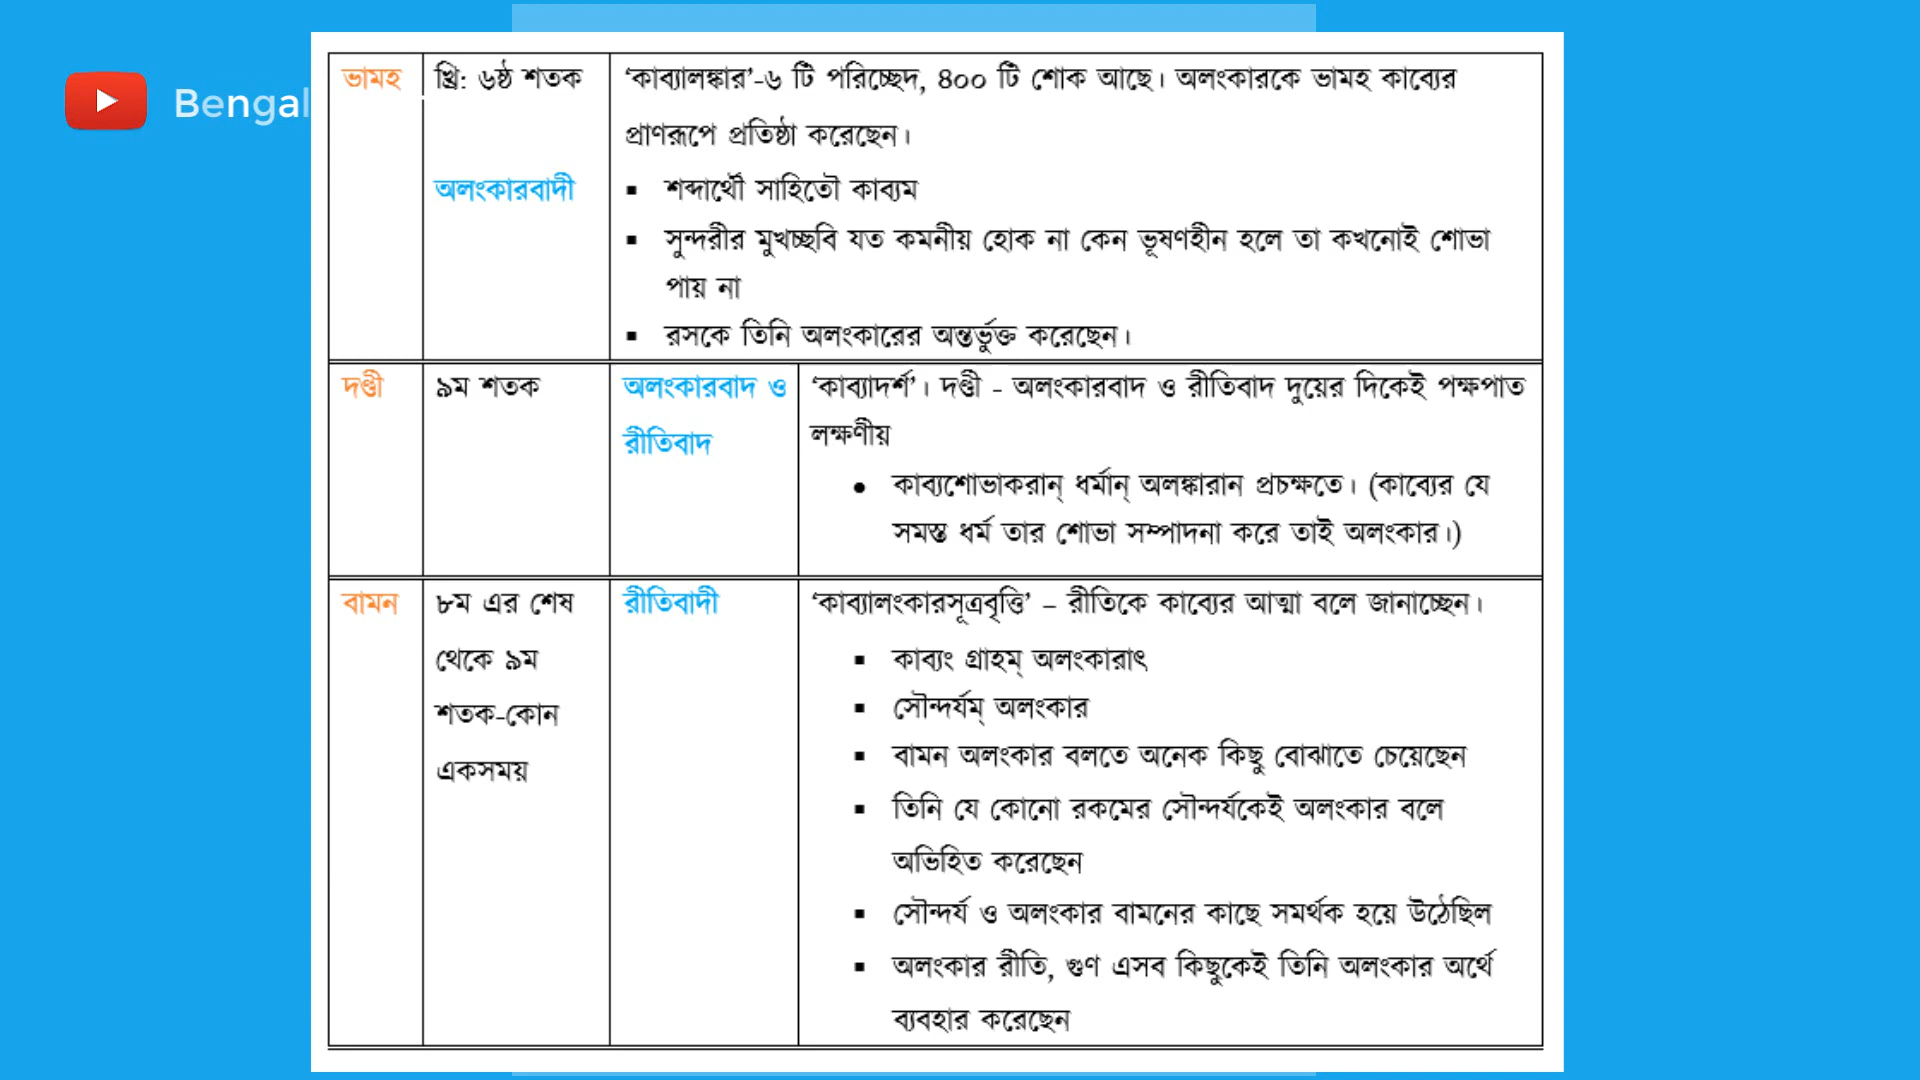 Bengal
ভামহ
খ্রি: ৬ষ্ঠ শতক
অলংকারবাদী
‘কাব্যালঙ্কার’-৬ টি পরিচ্ছেদ, ৪০০ টি শোক আছে। অলংকারকে ভামহ কাব্যের
প্রাণরূপে প্রতিষ্ঠা করেছেন।
▪ শব্দার্থৌ সাহিতৌ কাব্যম
▪ সুন্দরীর মুখচ্ছবি যত কমনীয় হোক না কেন ভূষণহীন হলে তা কখনোই শোভা
পায় না
▪ রসকে তিনি অলংকারের অন্তর্ভুক্ত করেছেন।
দণ্ডী
৯ম শতক
অলংকারবাদ ও
রীতিবাদ
‘কাব্যাদর্শ’। দণ্ডী - অলংকারবাদ ও রীতিবাদ দুয়ের দিকেই পক্ষপাত
লক্ষণীয়
● কাব্যশোভাকরান্ ধর্মান্ অলঙ্কারান প্রচক্ষতে। (কাব্যের যে
সমস্ত ধর্ম তার শোভা সম্পাদনা করে তাই অলংকার।)
বামন
৮ম এর শেষ
থেকে ৯ম
শতক-কোন
একসময়
রীতিবাদী
‘কাব্যালংকারসূত্রবৃত্তি’ – রীতিকে কাব্যের আত্মা বলে জানাচ্ছেন।
▪ কাব্যং গ্রাহম্ অলংকারাৎ
▪ সৌন্দর্যম্ অলংকার
▪ বামন অলংকার বলতে অনেক কিছু বোঝাতে চেয়েছেন
▪ তিনি যে কোনো রকমের সৌন্দর্যকেই অলংকার বলে
অভিহিত করেছেন
▪ সৌন্দর্য ও অলংকার বামনের কাছে সমর্থক হয়ে উঠেছিল
▪ অলংকার রীতি, গুণ এসব কিছুকেই তিনি অলংকার অর্থে
ব্যবহার করেছেন